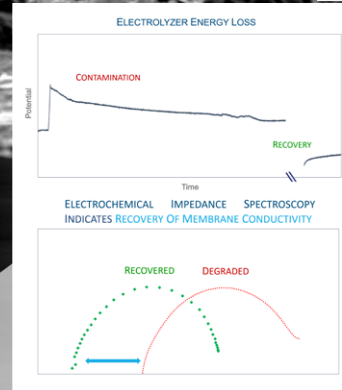 ELECTROLYZER ENERGY LOSS
CONTAMINATION
Potential
RECOVERY
Time
ELECTROCHEMICAL IMPEDANCE SPECTROSCOPY
INDICATES RECOVERY OF MEMBRANE CONDUCTIVITY
RECOVERED DEGRADED